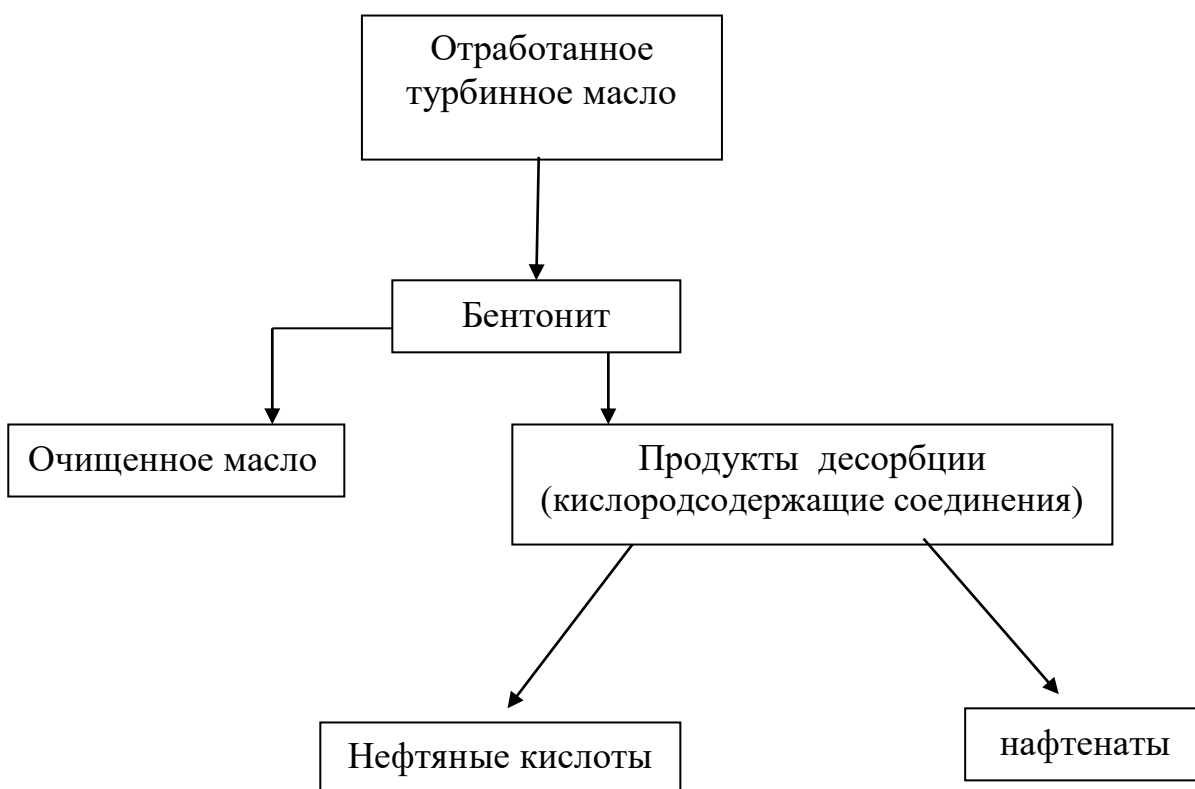 Отработанное
турбинное масло
Бентонит
Очищенное масло
Продукты десорбции
(кислородсодержащие соединения)
Нефтяные кислоты
нафтенаты